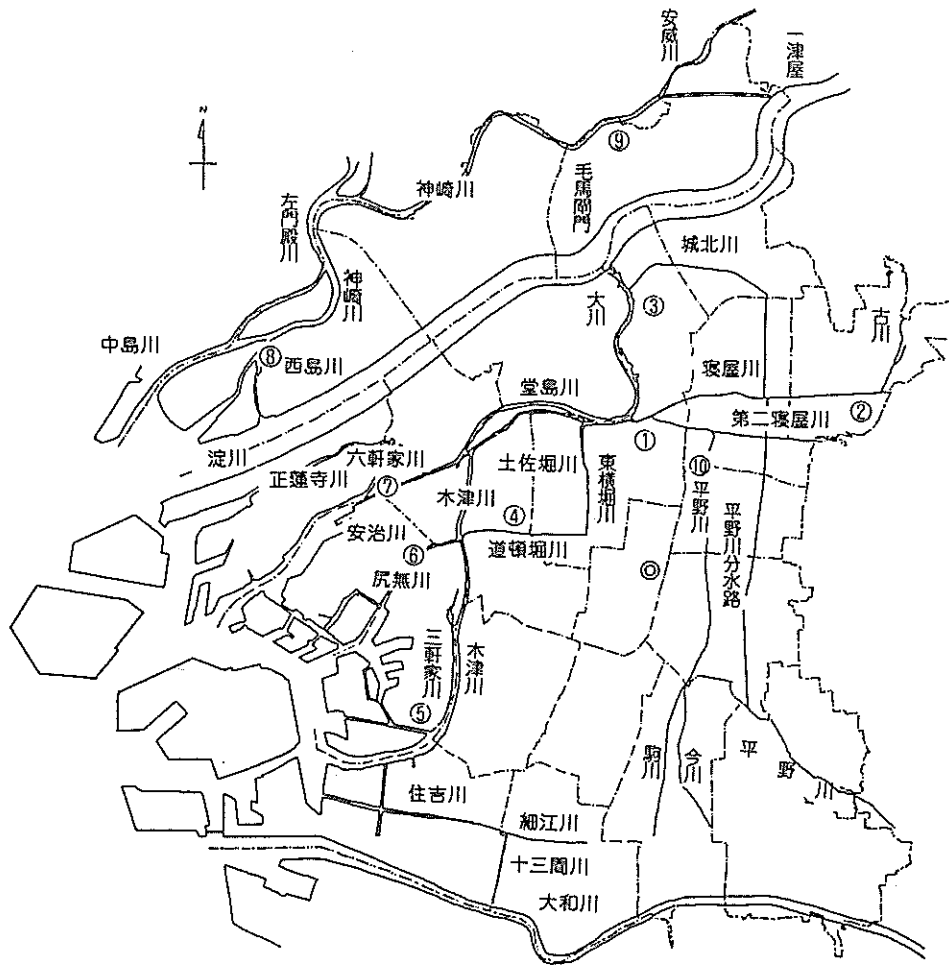 安威川
一津屋
N
⑨
神崎川
毛馬閘門
左門殿川
城北川
神崎川
大川
③
古川
中島川
⑧
西島川
寝屋川
堂島川
第二寝屋川
②
①
淀川
六軒家川
土佐堀川
東横堀川
⑩
正蓮寺川
⑦
木津川
④
平野川
平野川分水路
安治川
道頓堀川
⑥
◎
尻無川
三軒家川
木津川
⑤
駒川
今川
平野川
住吉川
細江川
十三間川
大和川